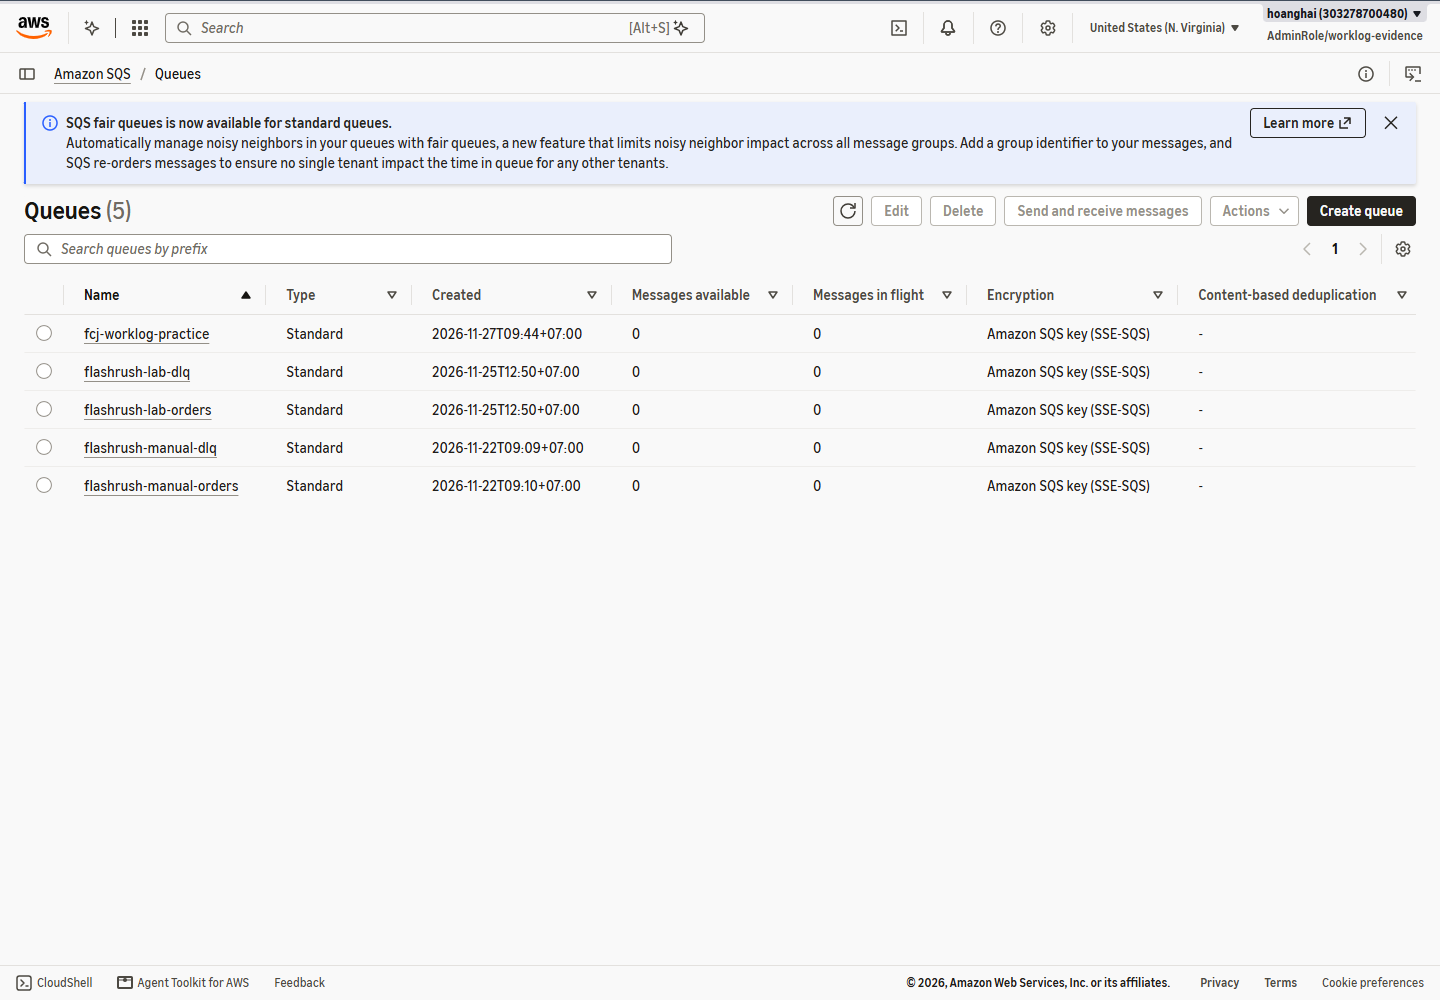 aws
Search [Alt+S]
United States (N. Virginia)
hoanghai (303278700480)
AdminRole/worklog-evidence
Amazon SQS / Queues
SQS fair queues is now available for standard queues.
Automatically manage noisy neighbors in your queues with fair queues, a new feature that limits noisy neighbor impact across all message groups. Add a group identifier to your messages, and
SQS re-orders messages to ensure no single tenant impact the time in queue for any other tenants.
Learn more
Queues (5)
Edit
Delete
Send and receive messages
Actions
Create queue
Search queues by prefix
1
Name Type Created Messages available Messages in flight Encryption Content-based deduplication
fcj-worklog-practice Standard 2026-11-27T09:44+07:00 0 0 Amazon SQS key (SSE-SQS) -
flashrush-lab-dlq Standard 2026-11-25T12:50+07:00 0 0 Amazon SQS key (SSE-SQS) -
flashrush-lab-orders Standard 2026-11-25T12:50+07:00 0 0 Amazon SQS key (SSE-SQS) -
flashrush-manual-dlq Standard 2026-11-22T09:09+07:00 0 0 Amazon SQS key (SSE-SQS) -
flashrush-manual-orders Standard 2026-11-22T09:10+07:00 0 0 Amazon SQS key (SSE-SQS) -
CloudShell Agent Toolkit for AWS Feedback © 2026, Amazon Web Services, Inc. or its affiliates. Privacy Terms Cookie preferences